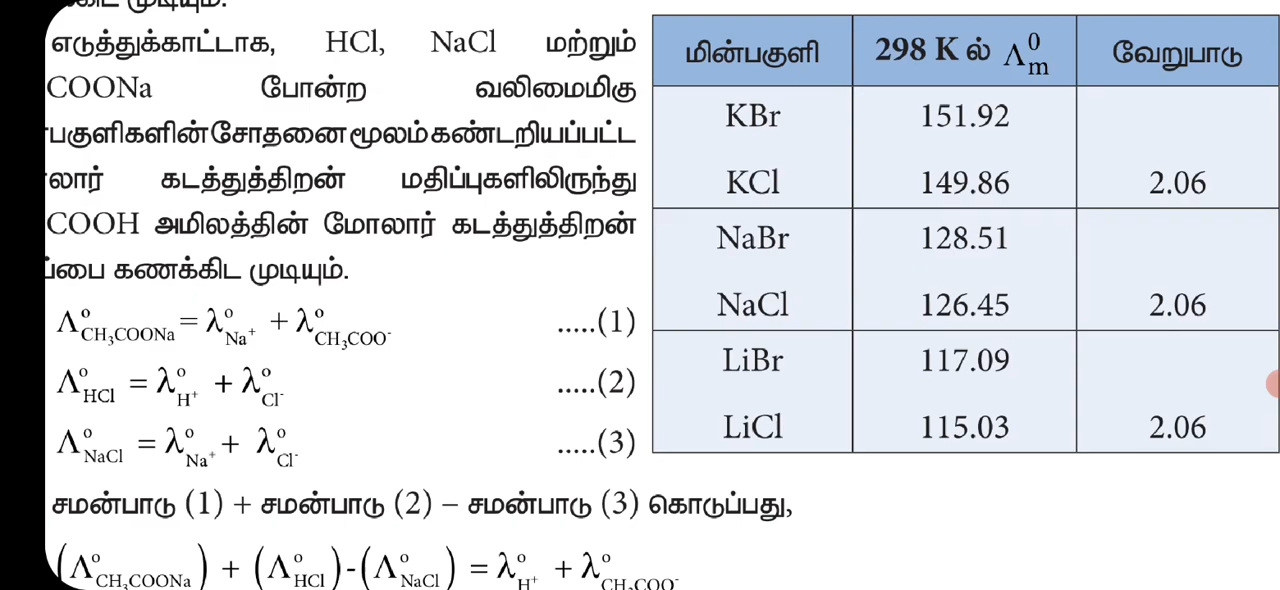 முடியும்.
எடுத்துக்காட்டாக, HCl, NaCl மற்றும்
COONa போன்ற வலிமைமிகு
பகுளிகளின் சோதனை மூலம் கண்டறியப்பட்ட
லார் கடத்துத்திறன் மதிப்புகளிலிருந்து
COOH அமிலத்தின் மோலார் கடத்துத்திறன்
ப்பை கணக்கிட முடியும்.
Λ°CH₃COONa = λ°Na⁺ + λ°CH₃COO⁻ .....(1)
Λ°HCl = λ°H⁺ + λ°Cl⁻ .....(2)
Λ°NaCl = λ°Na⁺ + λ°Cl⁻ .....(3)
மின்பகுளி 298 K ல் Λ⁰m வேறுபாடு
KBr 151.92
KCl 149.86 2.06
NaBr 128.51
NaCl 126.45 2.06
LiBr 117.09
LiCl 115.03 2.06
சமன்பாடு (1) + சமன்பாடு (2) – சமன்பாடு (3) கொடுப்பது,
(Λ°CH₃COONa) + (Λ°HCl)-(Λ°NaCl) = λ°H⁺ + λ°CH₃COO⁻